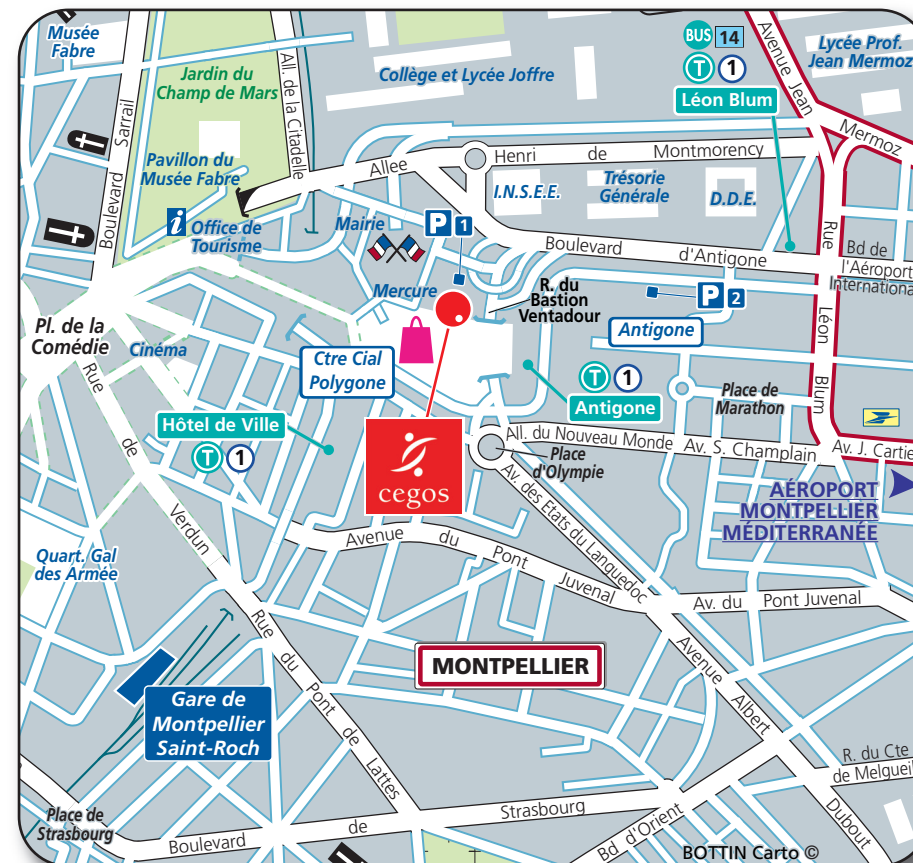 Musée
Fabre
Boulevard Sarrail
Jardin du
Champ de Mars
All. de la Citadelle
Collège et Lycée Joffre
BUS 14
T 1
Léon Blum
Avenue Jean Mermoz
Lycée Prof.
Jean Mermoz
Pavillon du
Musée Fabre
Allee Henri de Montmorency
I.N.S.E.E.
Trésorie
Générale
D.D.E.
i
Office de
Tourisme
Mairie
P 1
Boulevard d'Antigone
Rue Léon Blum
Bd de
l'Aéroport
Internationa
Mercure
R. du
Bastion
Ventadour
P 2
Antigone
Pl. de la
Comédie
Cinéma
Ctre Cial
Polygone
T 1
Antigone
Place de
Marathon
Hôtel de Ville
T 1
cegos
All. du Nouveau Monde
Av. S. Champlain
Av. J. Cartie
Place
d'Olympie
AÉROPORT
MONTPELLIER
MÉDITERRANÉE
Rue de Verdun
Av. des Etats du Languedoc
Avenue du Pont Juvenal
Av. du Pont Juvenal
Quart. Gal
des Armée
Rue du Pont de Lattes
MONTPELLIER
Avenue Albert Dubout
Gare de
Montpellier
Saint-Roch
R. du Cte
de Melgueil
Place de
Strasbourg
Boulevard de Strasbourg
Bd d'Orient
BOTTIN Carto ©